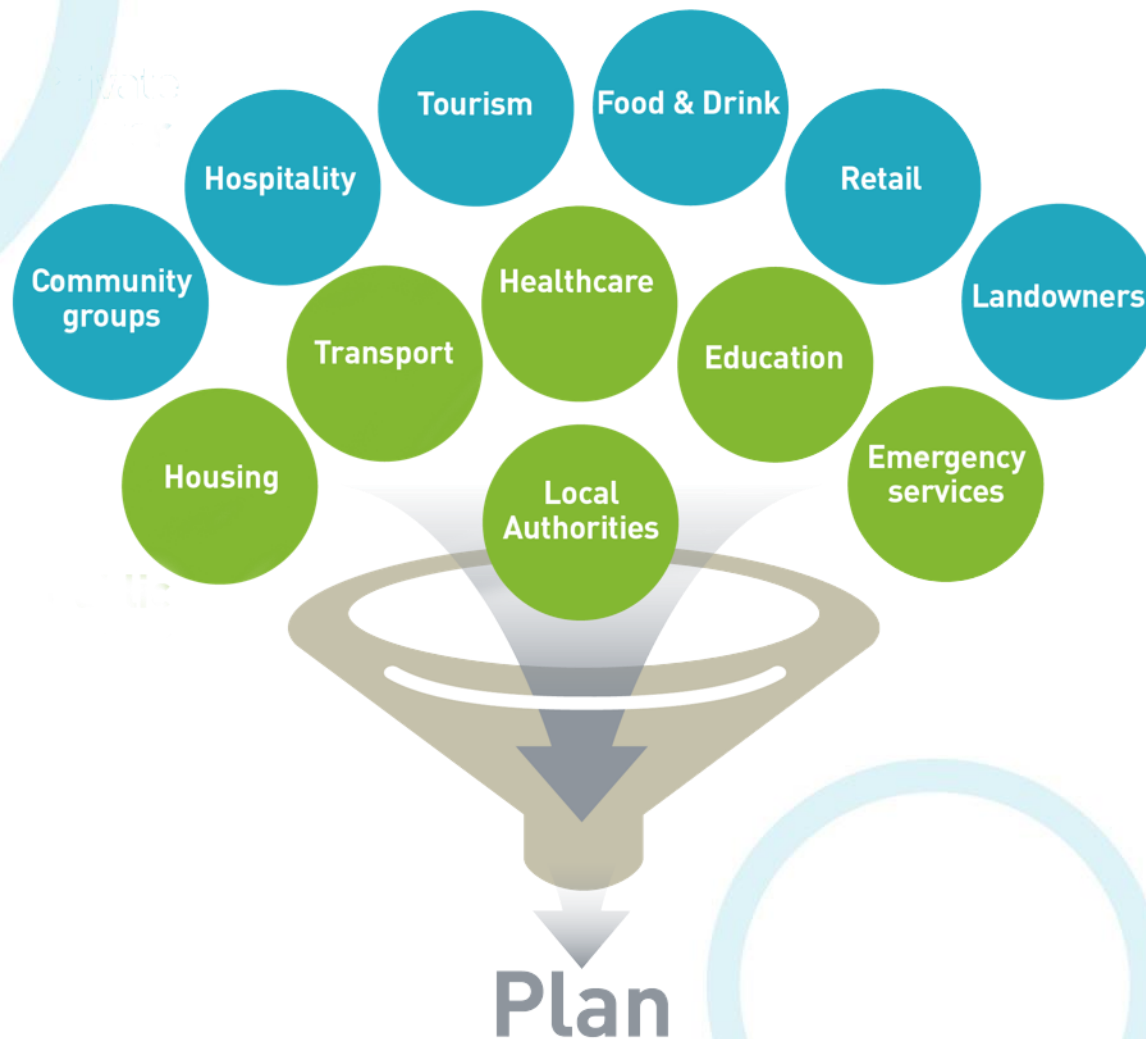 Tourism
Food & Drink
Hospitality
Retail
Community
groups
Healthcare
Landowners
Transport
Education
Housing
Emergency
services
Local
Authorities
Plan